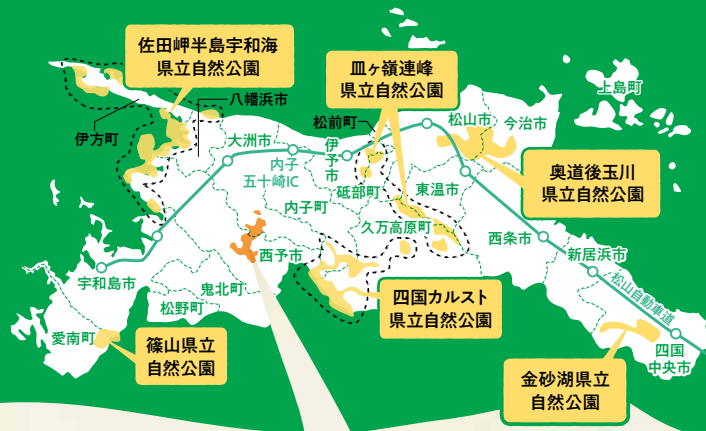 佐田岬半島宇和海
県立自然公園
皿ヶ嶺連峰
県立自然公園
上島町
八幡浜市
伊方町
松前町
松山市
今治市
大洲市
伊予市
内子
五十崎IC
奥道後玉川
県立自然公園
砥部町
東温市
内子町
久万高原町
西条市
西予市
新居浜市
宇和島市
鬼北町
松山自動車道
松野町
四国カルスト
県立自然公園
愛南町
篠山県立
自然公園
四国
中央市
金砂湖県立
自然公園